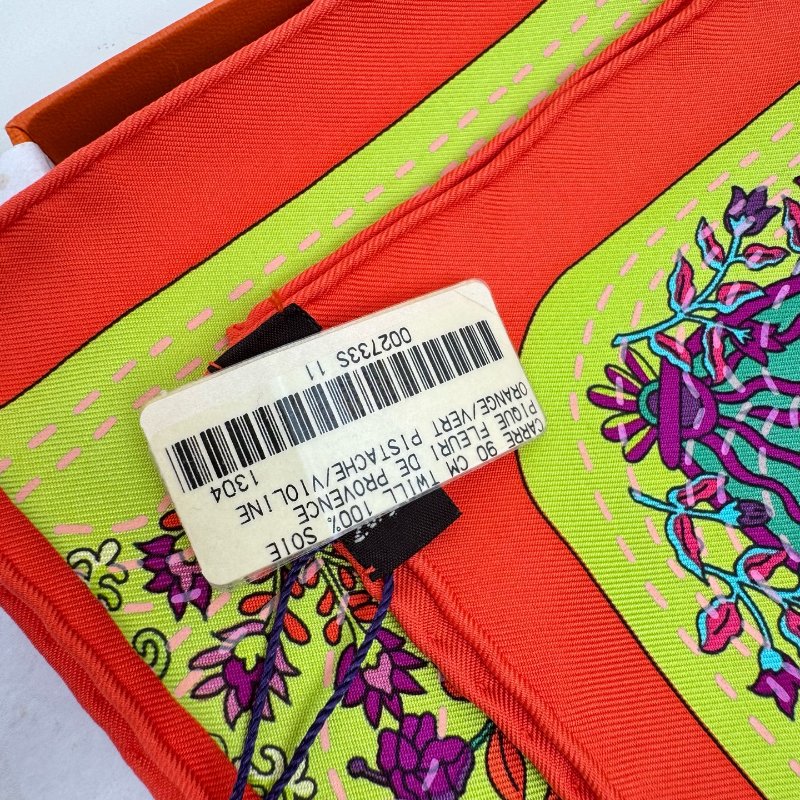 CARRE 90 CM TWILL 100% SOIE
PIQUE FLEURI DE PROVENCE
ORANGE/VERT PISTACHE/VIOLINE
1304
002733S 11